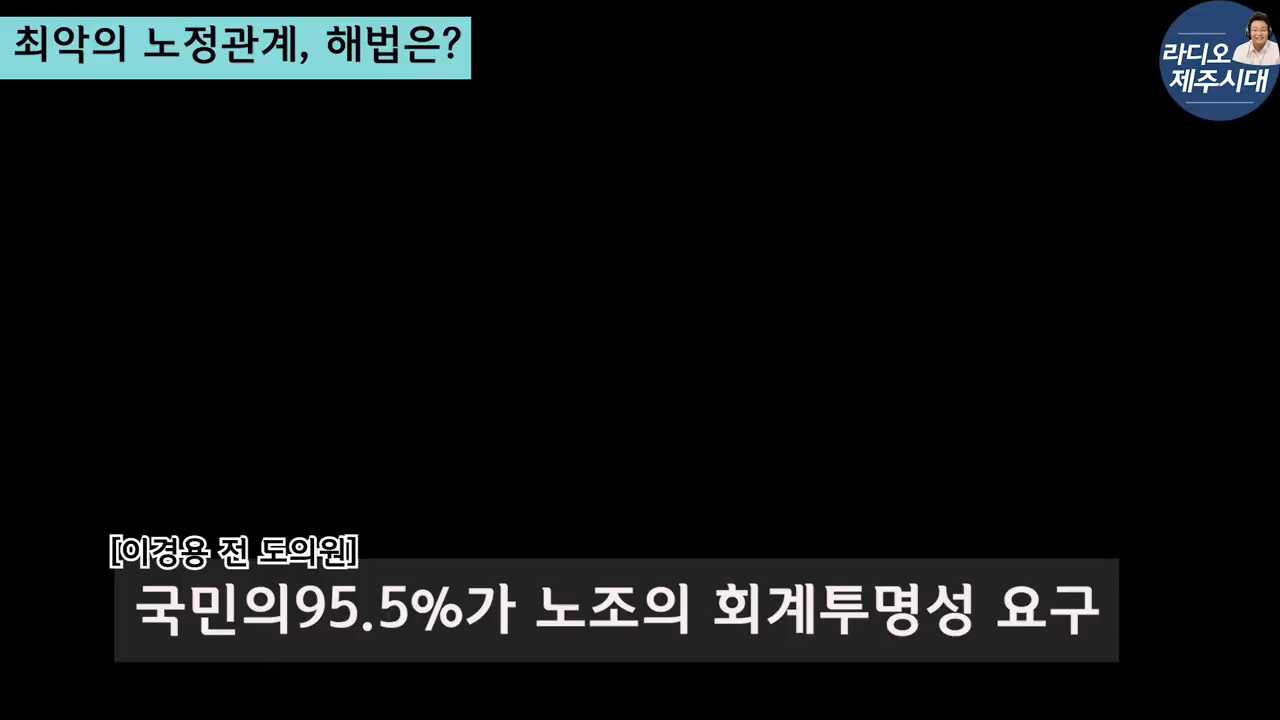 최악의 노정관계, 해법은?
라디오
제주시대
[이경용 전 도의원]
국민의95.5%가 노조의 회계투명성 요구